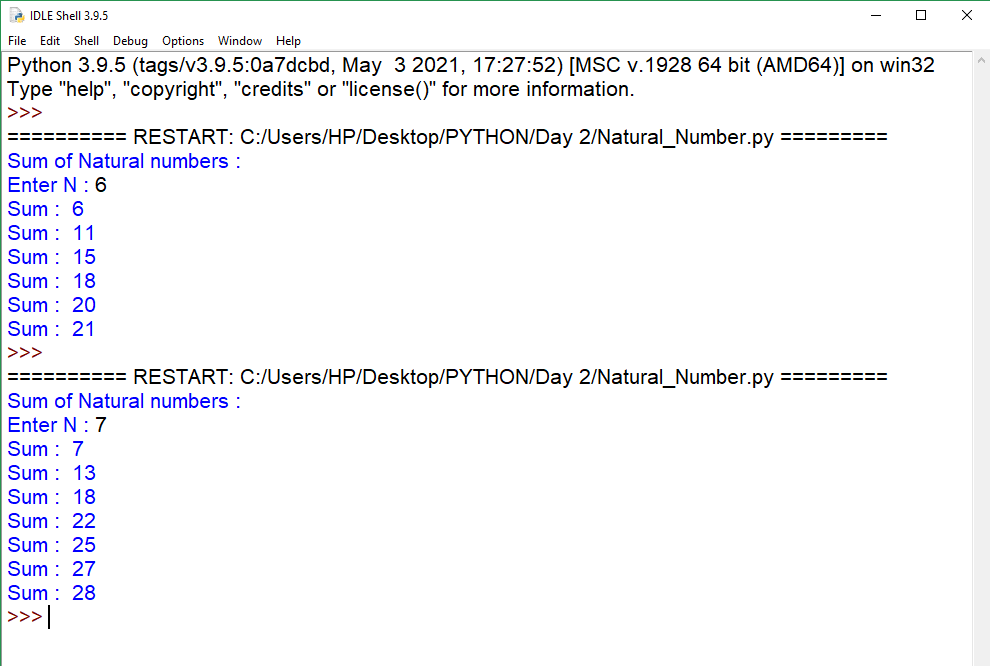 IDLE Shell 3.9.5
File Edit Shell Debug Options Window Help
Python 3.9.5 (tags/v3.9.5:0a7dcbd, May  3 2021, 17:27:52) [MSC v.1928 64 bit (AMD64)] on win32
Type "help", "copyright", "credits" or "license()" for more information.
>>>
========== RESTART: C:/Users/HP/Desktop/PYTHON/Day 2/Natural_Number.py =========
Sum of Natural numbers :
Enter N : 6
Sum :  6
Sum :  11
Sum :  15
Sum :  18
Sum :  20
Sum :  21
>>>
========== RESTART: C:/Users/HP/Desktop/PYTHON/Day 2/Natural_Number.py =========
Sum of Natural numbers :
Enter N : 7
Sum :  7
Sum :  13
Sum :  18
Sum :  22
Sum :  25
Sum :  27
Sum :  28
>>>